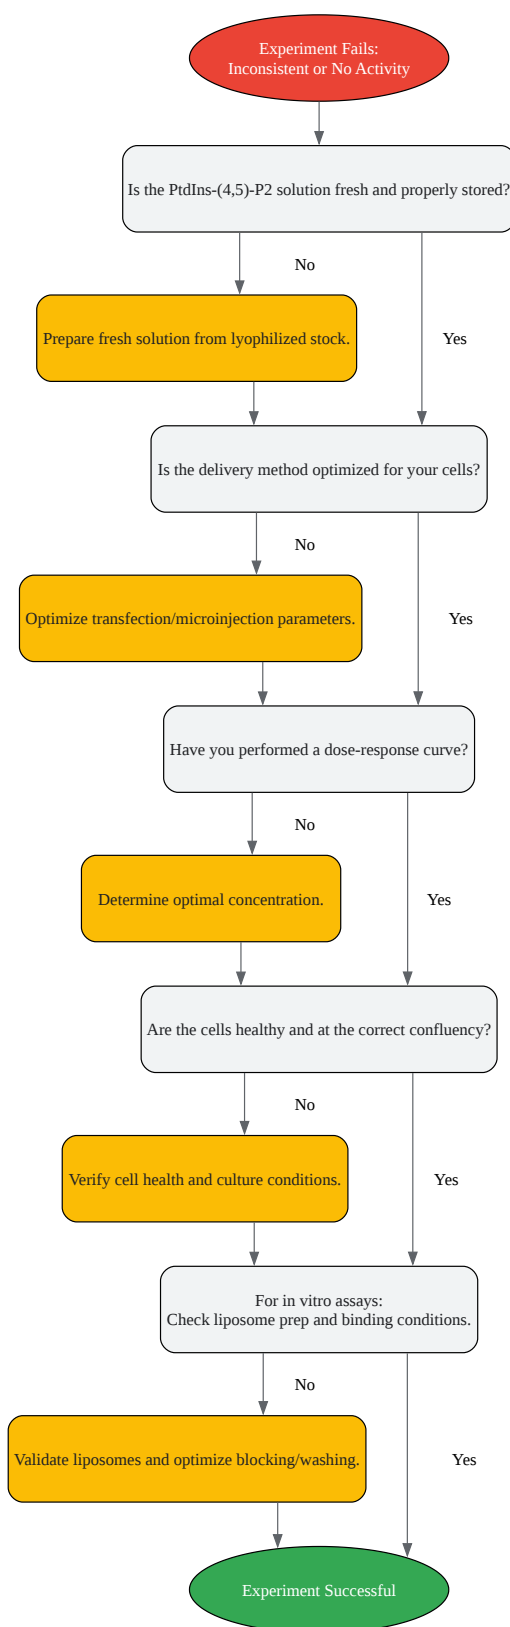 Experiment Fails:
Inconsistent or No Activity
Is the PtdIns-(4,5)-P2 solution fresh and properly stored?
No
Prepare fresh solution from lyophilized stock.
Yes
Is the delivery method optimized for your cells?
No
Optimize transfection/microinjection parameters.
Yes
Have you performed a dose-response curve?
No
Determine optimal concentration.
Yes
Are the cells healthy and at the correct confluency?
No
Verify cell health and culture conditions.
Yes
For in vitro assays:
Check liposome prep and binding conditions.
No
Validate liposomes and optimize blocking/washing.
Yes
Experiment Successful